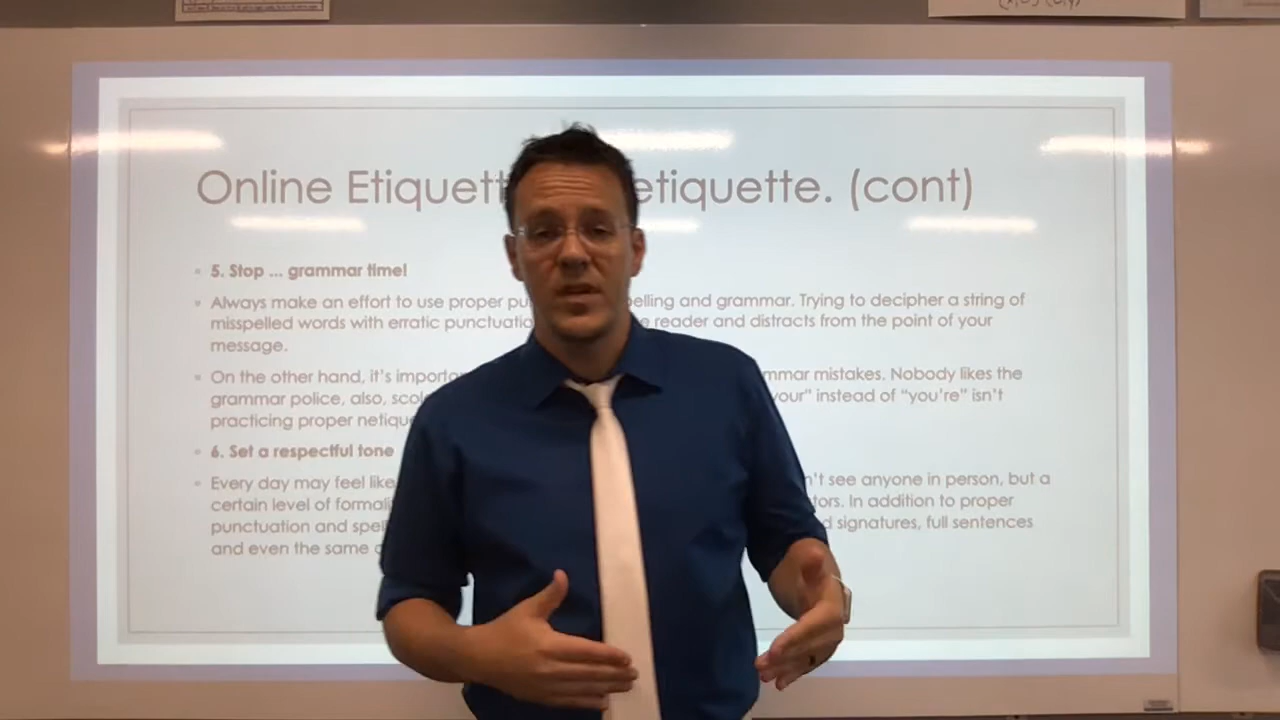 Online Etiquett etiquette. (cont)
5. Stop ... grammar time!
Always make an effort to use proper pu elling and grammar. Trying to decipher a string of
misspelled words with erratic punctuatio e reader and distracts from the point of your
message.
On the other hand, it's importa mmar mistakes. Nobody likes the
grammar police, also, scol your" instead of "you're" isn't
practicing proper netique
6. Set a respectful tone
Every day may feel like n't see anyone in person, but a
certain level of formali tors. In addition to proper
punctuation and spel d signatures, full sentences
and even the same